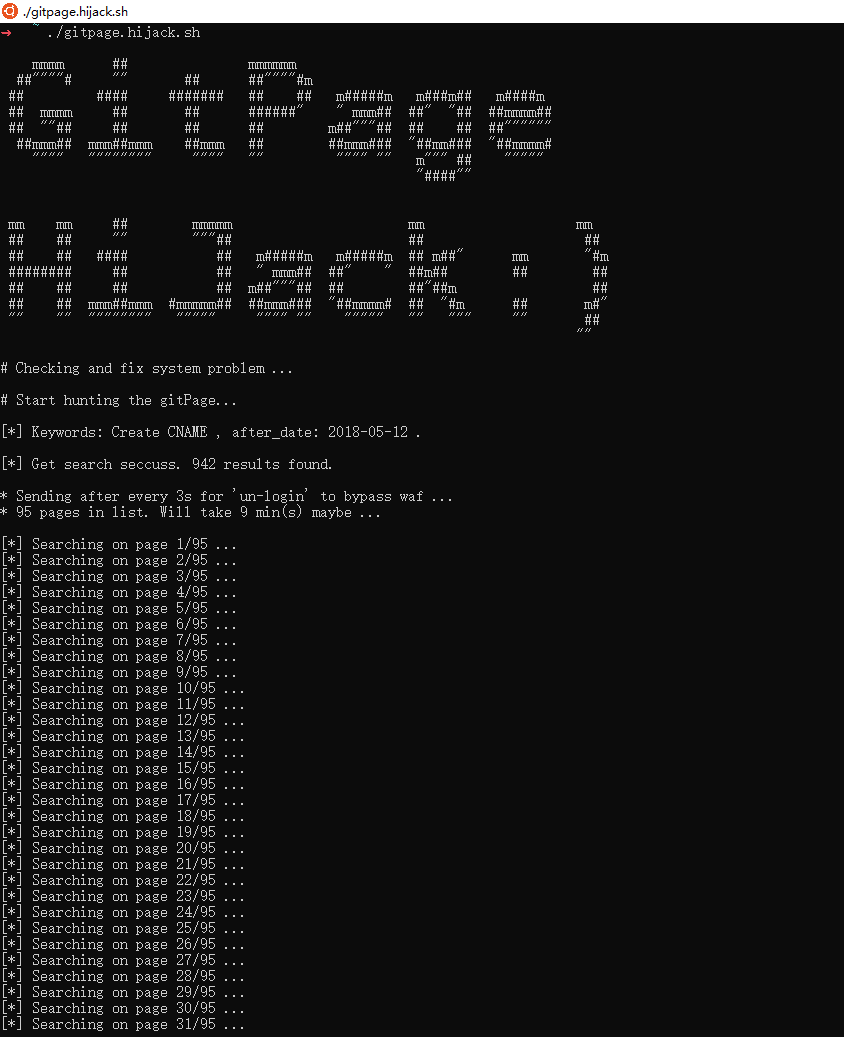 ./gitpage.hijack.sh
➜ ~ ./gitpage.hijack.sh
GitPage
HiJack :)
# Checking and fix system problem ...
# Start hunting the gitPage...
[*] Keywords: Create CNAME , after_date: 2018-05-12 .
[*] Get search seccuss. 942 results found.
* Sending after every 3s for 'un-login' to bypass waf ...
* 95 pages in list. Will take 9 min(s) maybe ...
[*] Searching on page 1/95 ...
[*] Searching on page 2/95 ...
[*] Searching on page 3/95 ...
[*] Searching on page 4/95 ...
[*] Searching on page 5/95 ...
[*] Searching on page 6/95 ...
[*] Searching on page 7/95 ...
[*] Searching on page 8/95 ...
[*] Searching on page 9/95 ...
[*] Searching on page 10/95 ...
[*] Searching on page 11/95 ...
[*] Searching on page 12/95 ...
[*] Searching on page 13/95 ...
[*] Searching on page 14/95 ...
[*] Searching on page 15/95 ...
[*] Searching on page 16/95 ...
[*] Searching on page 17/95 ...
[*] Searching on page 18/95 ...
[*] Searching on page 19/95 ...
[*] Searching on page 20/95 ...
[*] Searching on page 21/95 ...
[*] Searching on page 22/95 ...
[*] Searching on page 23/95 ...
[*] Searching on page 24/95 ...
[*] Searching on page 25/95 ...
[*] Searching on page 26/95 ...
[*] Searching on page 27/95 ...
[*] Searching on page 28/95 ...
[*] Searching on page 29/95 ...
[*] Searching on page 30/95 ...
[*] Searching on page 31/95 ...